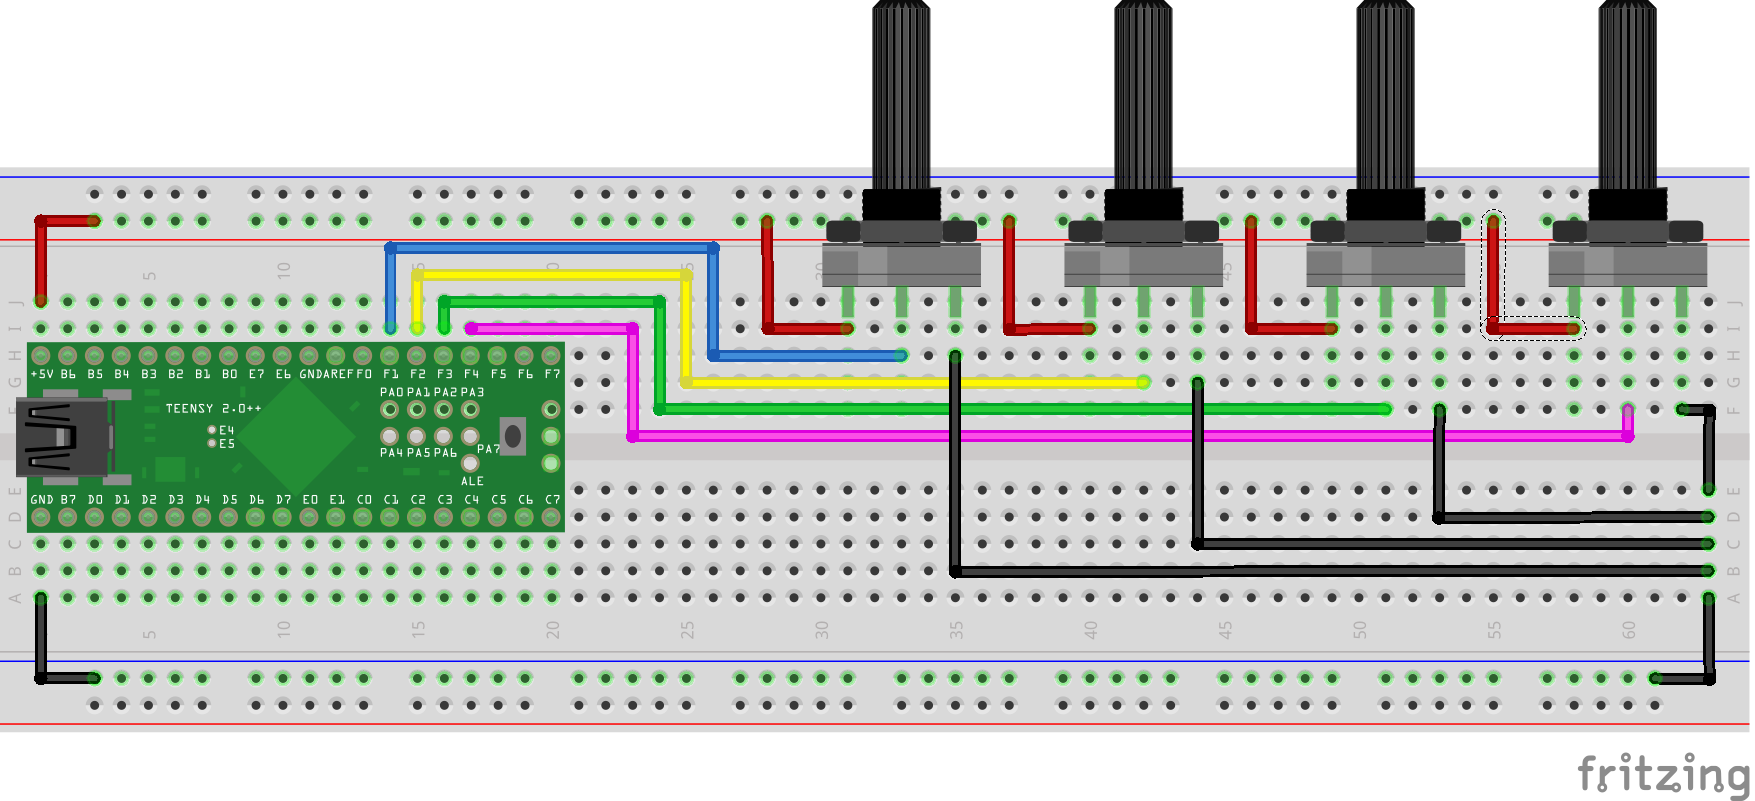 5 10 15 20 25 30 45
J J
I I
H H
+5V B6 B5 B4 B3 B2 B1 B0 E7 E6 GND AREF F0 F1 F2 F3 F4 F5 F6 F7
G G
PA0 PA1 PA2 PA3
TEENSY 2.0++
F F
E4
E5
PA4 PA5 PA6 PA7
ALE
GND B7 D0 D1 D2 D3 D4 D5 D6 D7 E0 E1 C0 C1 C2 C3 C4 C5 C6 C7
E
D D
C C
B B
A A
5 10 15 20 25 30 35 40 45 50 55 60
fritzing